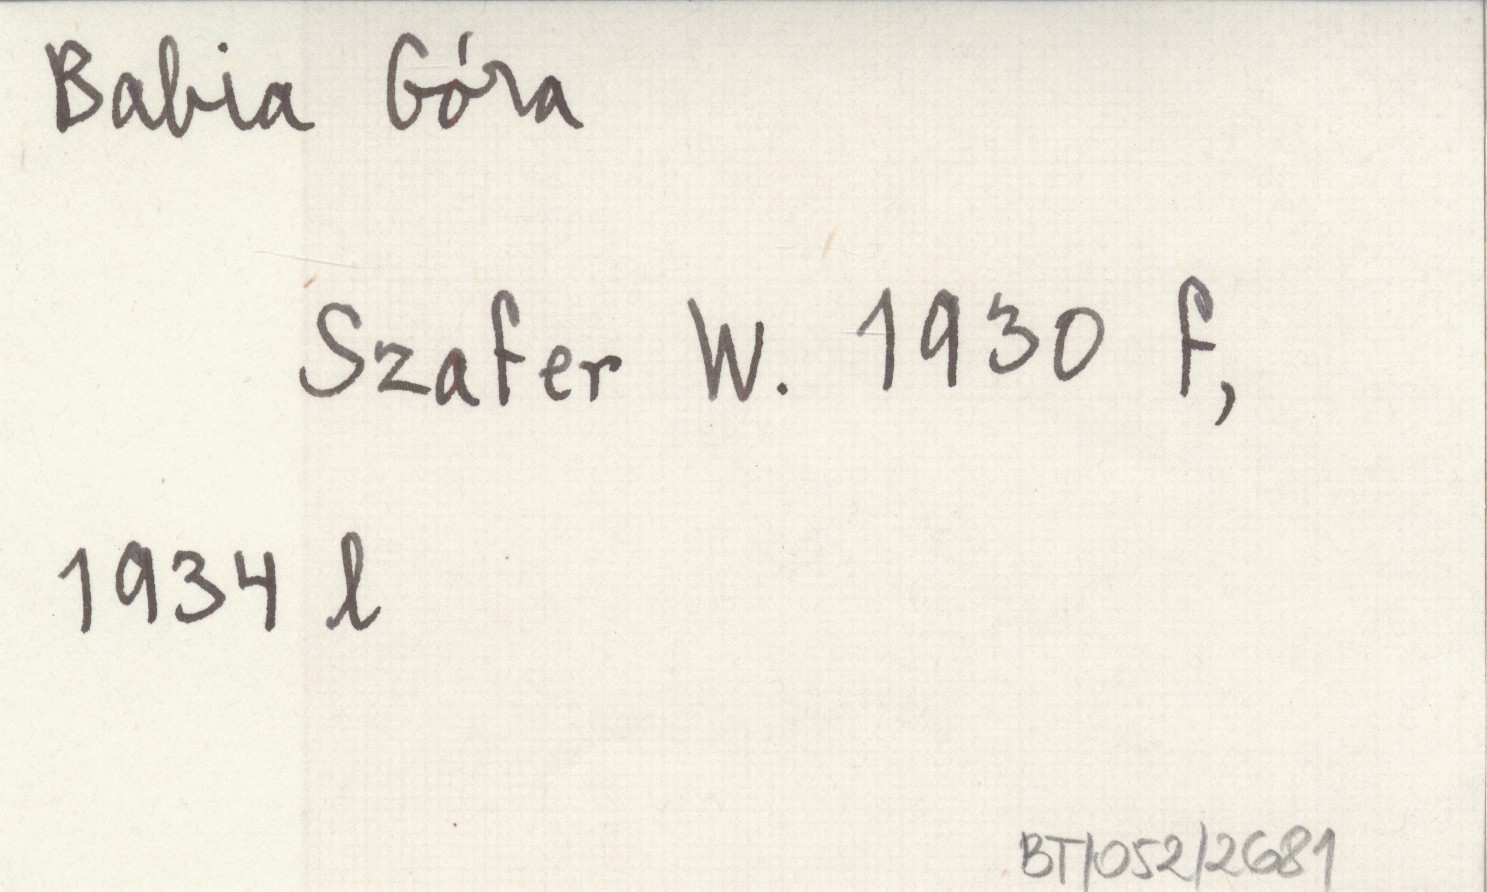 Babia Góra
Szafer W. 1930 f,
1934 l
BT/052/2681